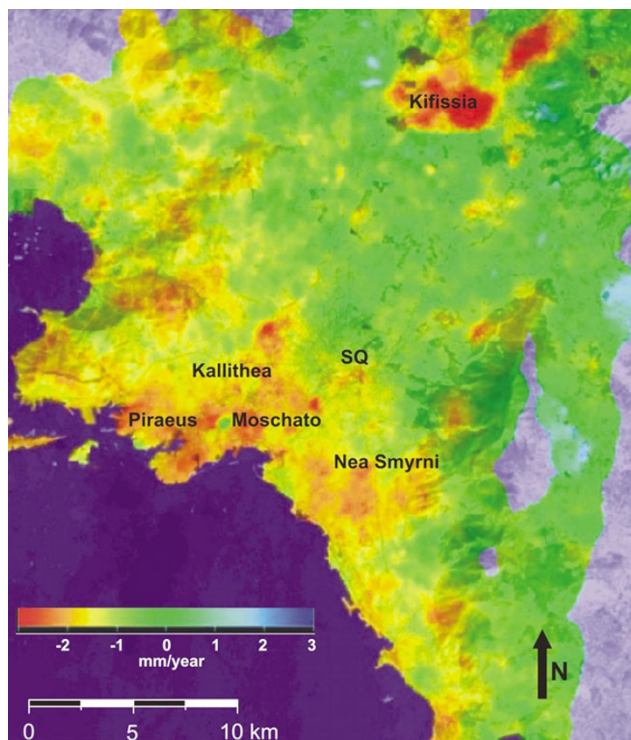 Kifissia
SQ
Kallithea
Piraeus Moschato
Nea Smyrni
-2 -1 0 1 2 3
mm/year
N
0 5 10 km